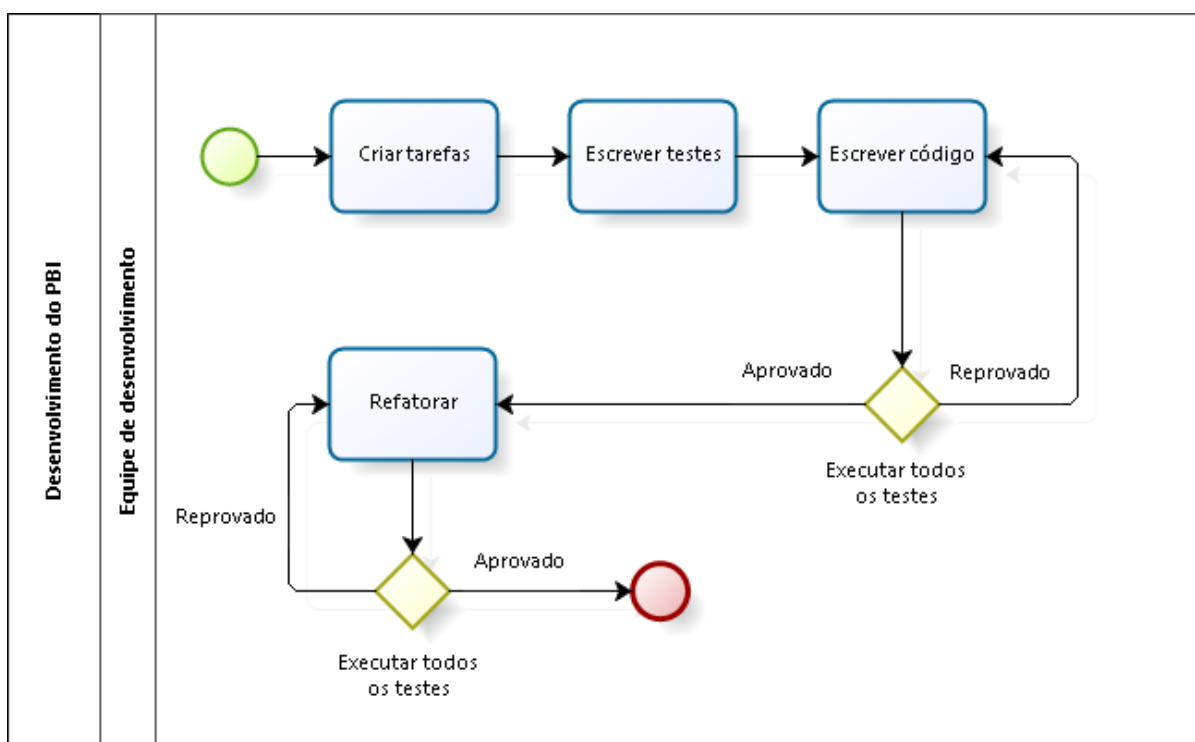 Desenvolvimento do PBI
Equipe de desenvolvimento
Criar tarefas
Escrever testes
Escrever código
Aprovado
Reprovado
Executar todos
os testes
Refatorar
Reprovado
Aprovado
Executar todos
os testes